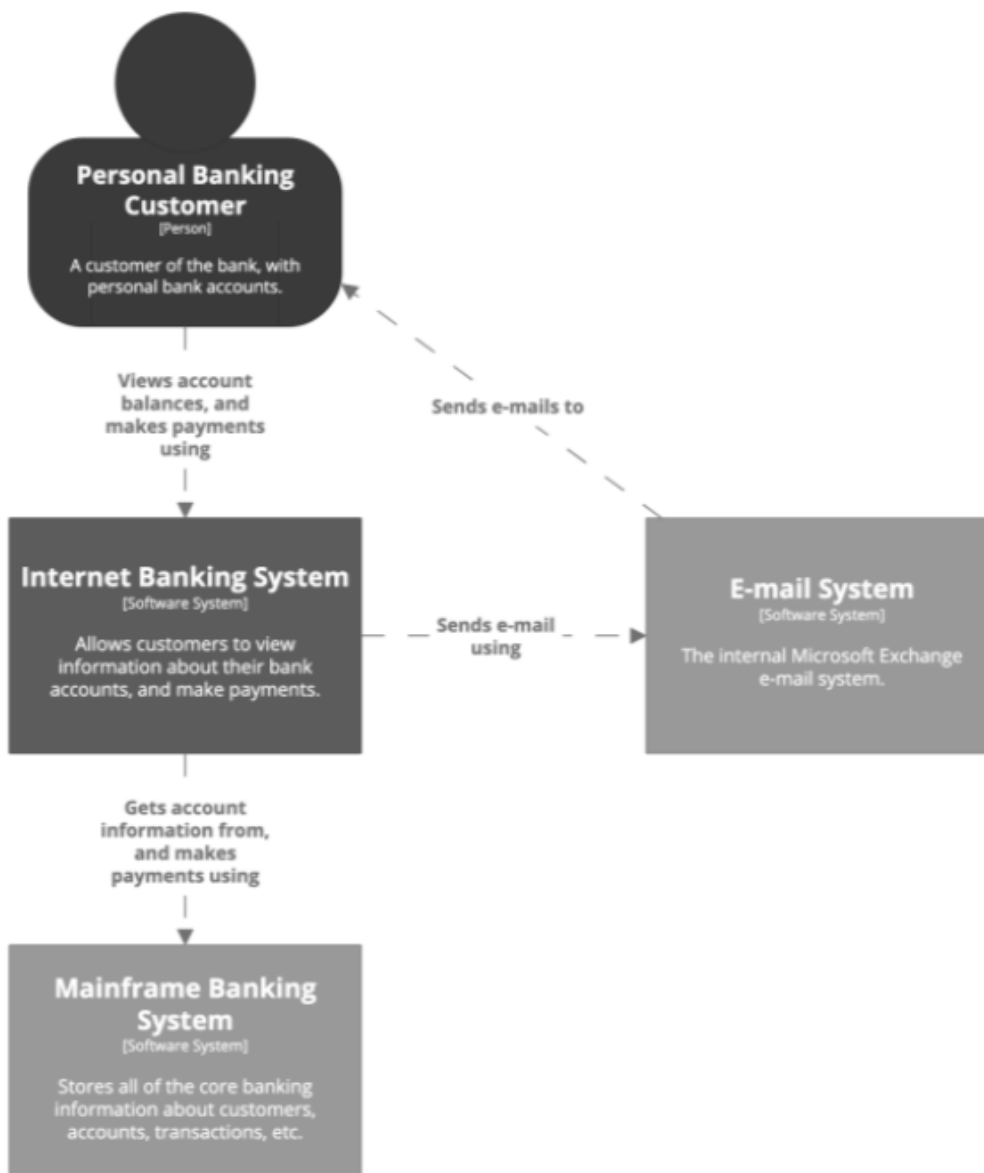 Personal Banking
Customer
[Person]
A customer of the bank, with
personal bank accounts.
Views account
balances, and
makes payments
using
Sends e-mails to
Internet Banking System
[Software System]
Allows customers to view
information about their bank
accounts, and make payments.
Sends e-mail
using
E-mail System
[Software System]
The internal Microsoft Exchange
e-mail system.
Gets account
information from,
and makes
payments using
Mainframe Banking
System
[Software System]
Stores all of the core banking
information about customers,
accounts, transactions, etc.